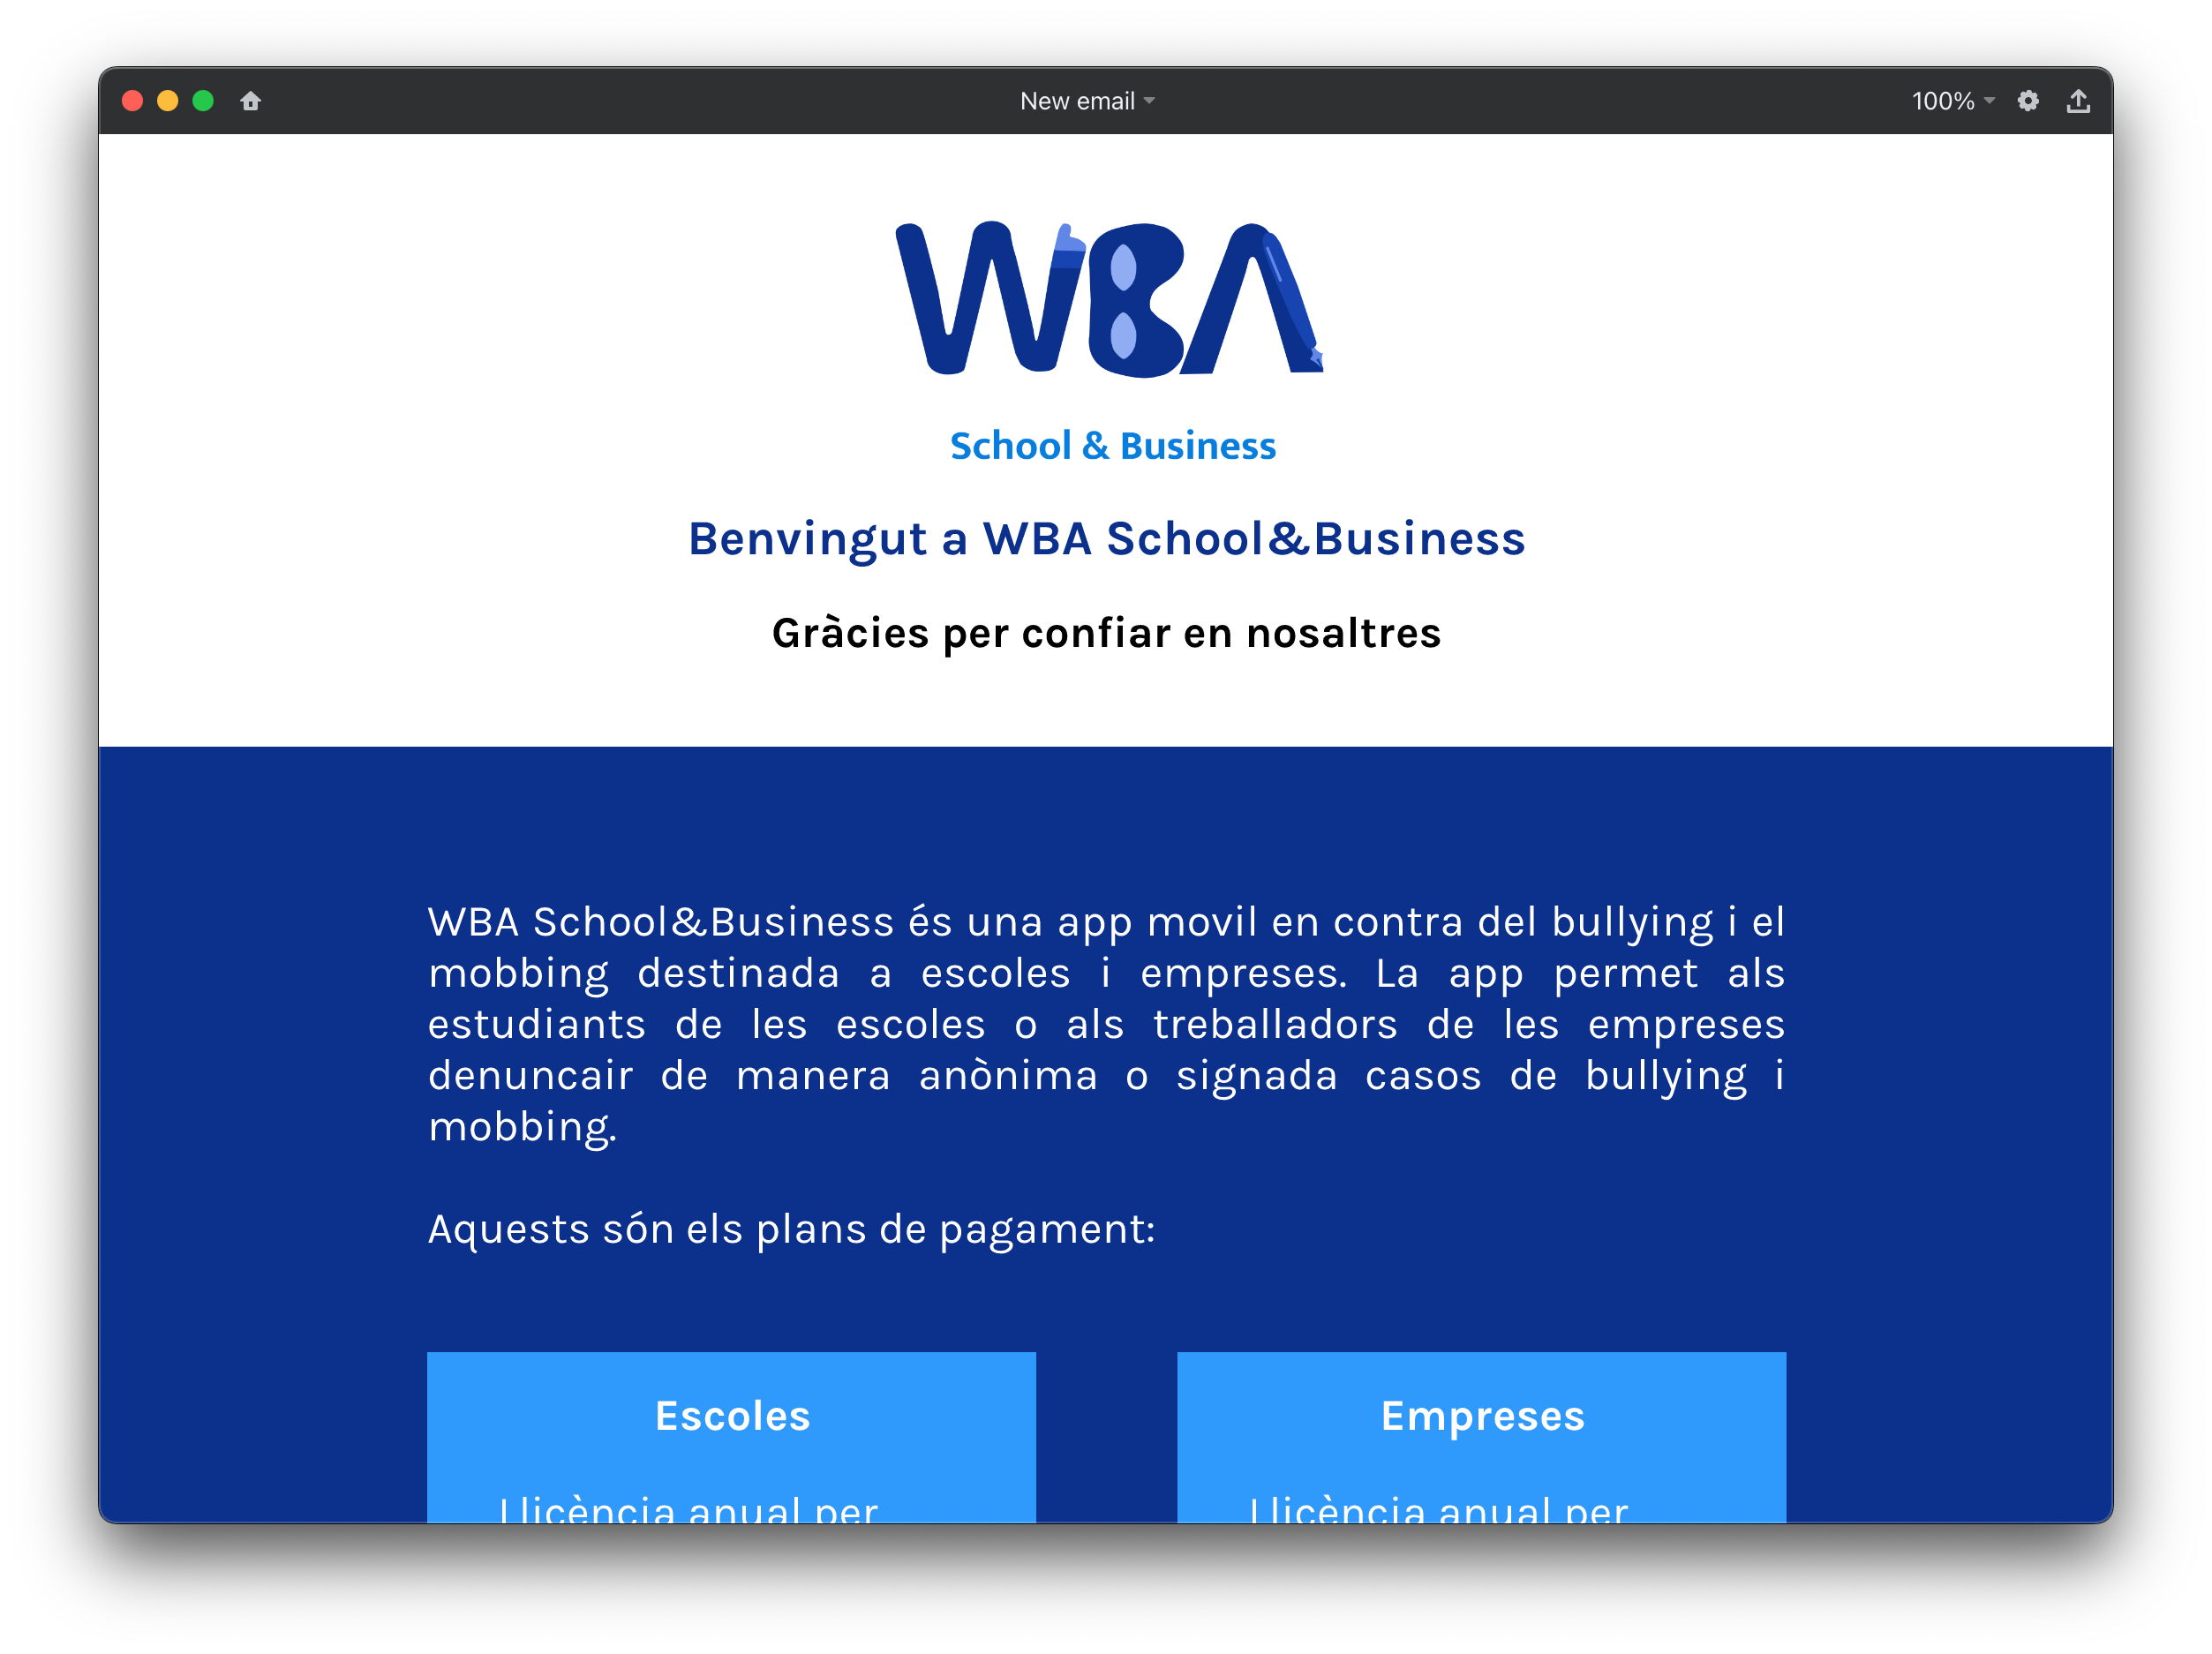 New email
100%
WBA
School & Business
Benvingut a WBA School&Business
Gràcies per confiar en nosaltres
WBA School&Business és una app movil en contra del bullying i el
mobbing destinada a escoles i empreses. La app permet als
estudiants de les escoles o als treballadors de les empreses
denuncair de manera anònima o signada casos de bullying i
mobbing.
Aquests són els plans de pagament:
Escoles
Empreses
Llicència anual per
Llicència anual per